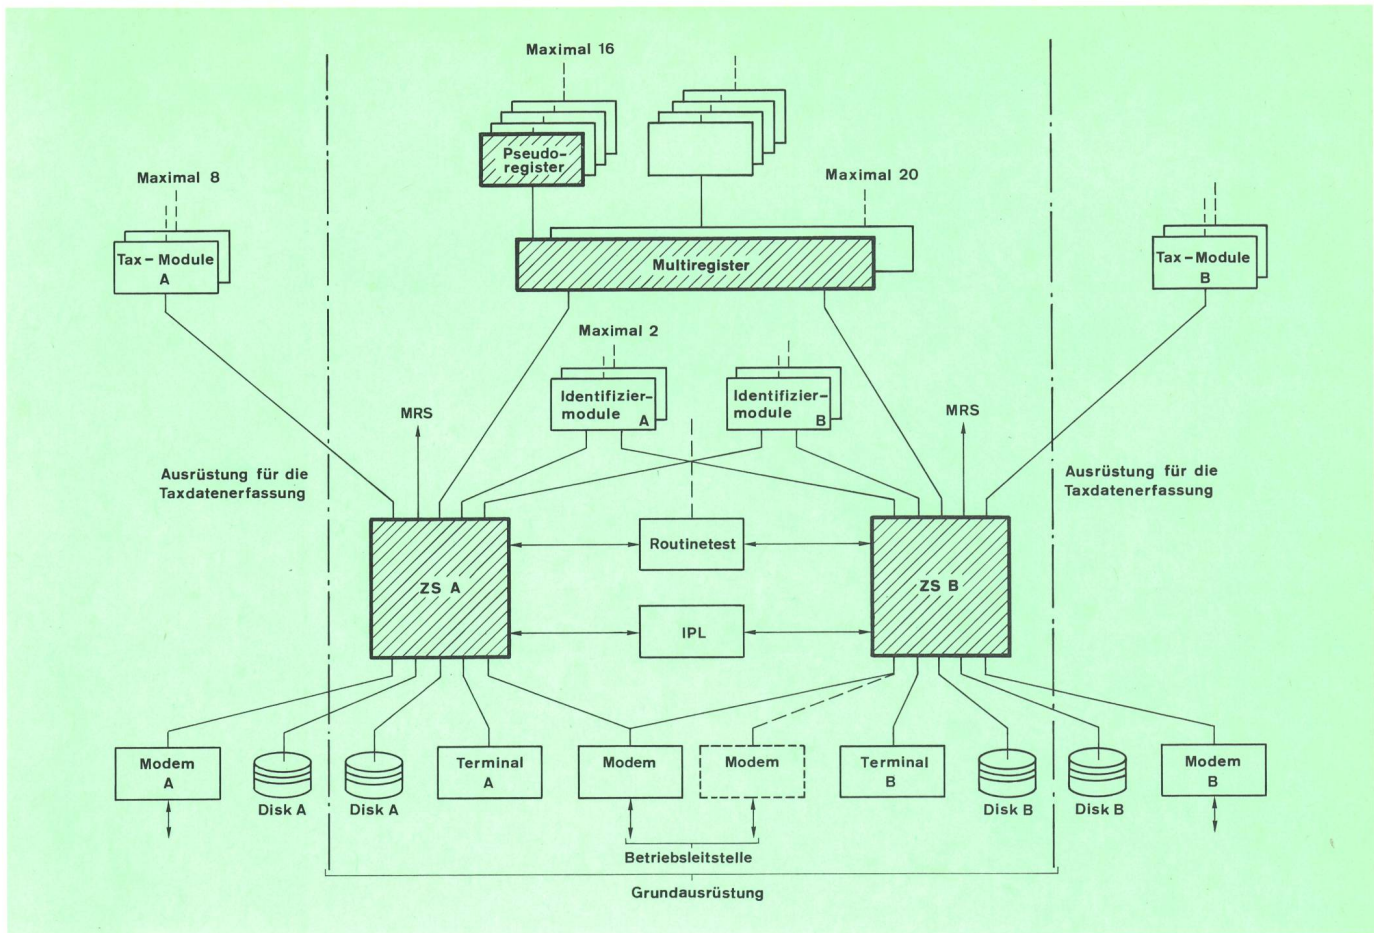 Maximal 16
Pseudo-
register
Maximal 8
Maximal 20
Tax-Module
A
Multiregister
Tax-Module
B
Maximal 2
Identifizier-
module
A
Identifizier-
module
B
MRS
MRS
Ausrüstung für die
Taxdatenerfassung
Ausrüstung für die
Taxdatenerfassung
Routinetest
ZS A
ZS B
IPL
Modem
A
Disk A
Disk A
Terminal
A
Modem
Modem
Terminal
B
Disk B
Disk B
Modem
B
Betriebsleitstelle
Grundausrüstung